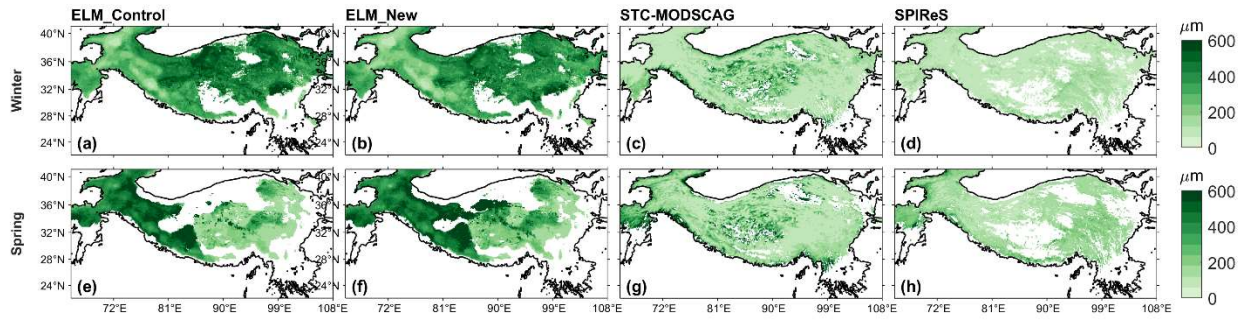 ELM_Control ELM_New STC-MODSCAG SPIReS
Winter
40°N
36°N
32°N
28°N
24°N
(a) (b) (c) (d)
μm
600
400
200
0
Spring
40°N
36°N
32°N
28°N
24°N
(e) (f) (g) (h)
μm
600
400
200
0
72°E 81°E 90°E 99°E 108°E 72°E 81°E 90°E 99°E 108°E 72°E 81°E 90°E 99°E 108°E 72°E 81°E 90°E 99°E 108°E